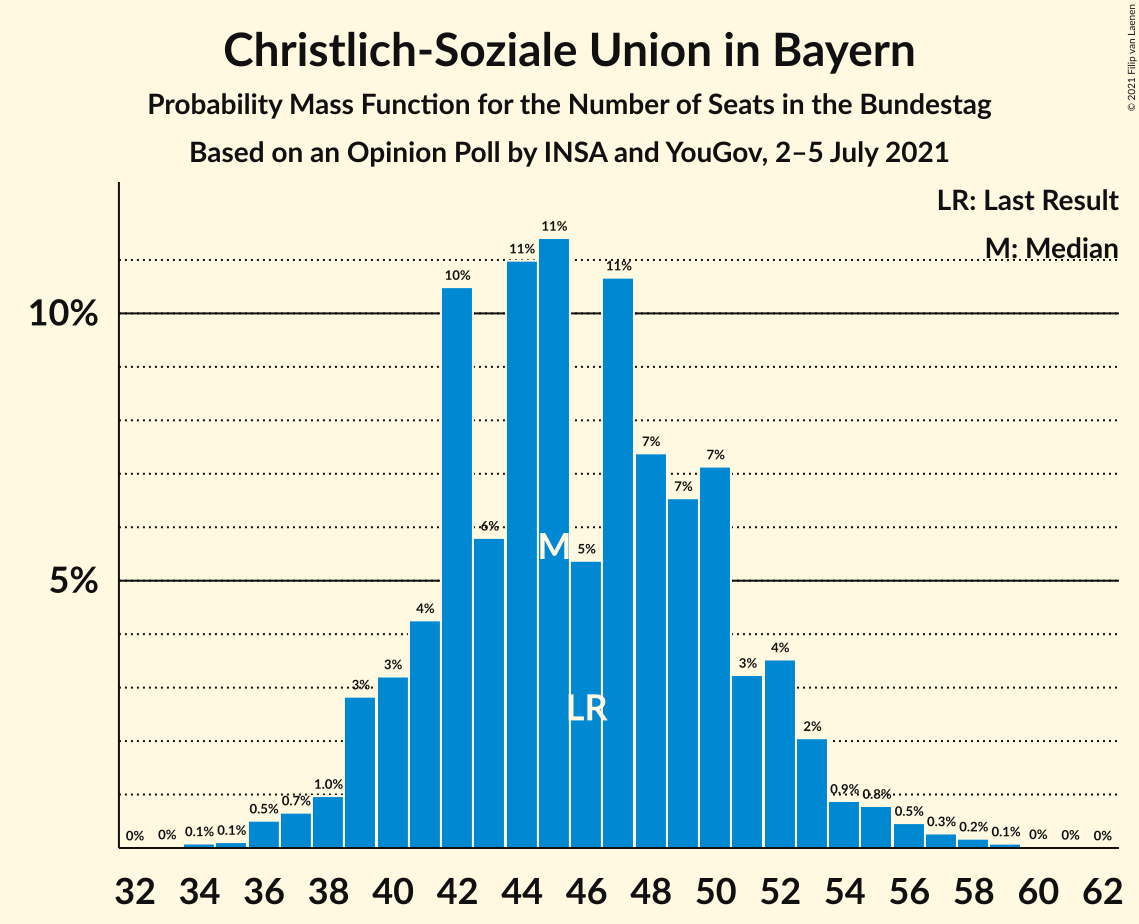 Christlich-Soziale Union in Bayern
Probability Mass Function for the Number of Seats in the Bundestag
Based on an Opinion Poll by INSA and YouGov, 2–5 July 2021
© 2021 Filip van Laenen
LR: Last Result
M: Median
10%
5%
0% 0% 0.1% 0.1% 0.5% 0.7% 1.0% 3% 3% 4% 10% 6% 11% 11% 5% 11% 7% 7% 7% 3% 4% 2% 0.9% 0.8% 0.5% 0.3% 0.2% 0.1% 0% 0% 0%
M
LR
32 34 36 38 40 42 44 46 48 50 52 54 56 58 60 62